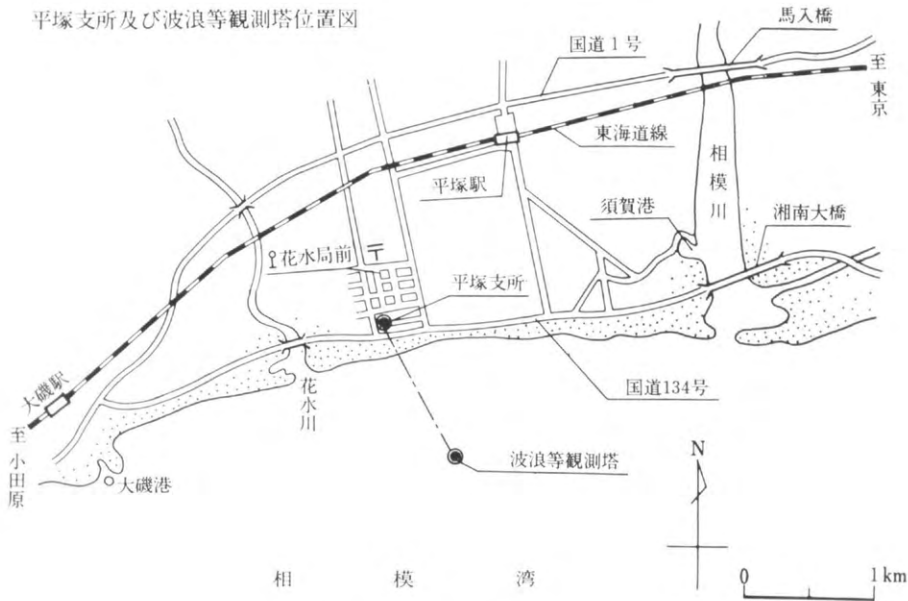 平塚支所及び波浪等観測塔位置図
馬入橋
国道1号
至東京
東海道線
相模川
平塚駅
須賀港
湘南大橋
花水局前
〒
平塚支所
大磯駅
花水川
国道134号
至小田原
波浪等観測塔
N
大磯港
相模湾
0
1km